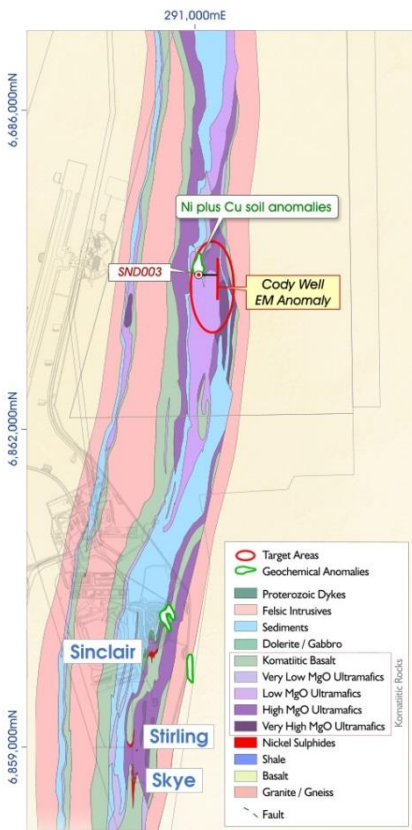 291,000mE
6,686,000mN
Ni plus Cu soil anomalies
SND003
Cody Well
EM Anomaly
6,862,000mN
Sinclair
Stirling
Skye
6,859,000mN
Target Areas
Geochemical Anomalies
Proterozoic Dykes
Felsic Intrusives
Sediments
Dolerite / Gabbro
Komatiitic Basalt
Very Low MgO Ultramafics
Low MgO Ultramafics
High MgO Ultramafics
Very High MgO Ultramafics
Komatiitic Rocks
Nickel Sulphides
Shale
Basalt
Granite / Gneiss
Fault